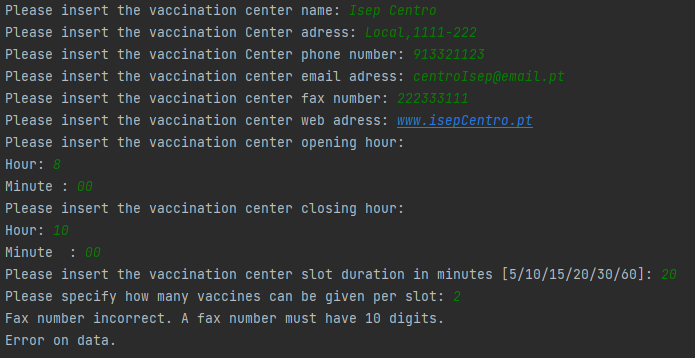 Please insert the vaccination center name: Isep Centro
Please insert the vaccination Center adress: Local,1111-222
Please insert the vaccination Center phone number: 913321123
Please insert the vaccination center email adress: centroIsep@email.pt
Please insert the vaccination center fax number: 222333111
Please insert the vaccination center web adress: www.isepCentro.pt
Please insert the vaccination center opening hour:
Hour: 8
Minute : 00
Please insert the vaccination center closing hour:
Hour: 10
Minute  : 00
Please insert the vaccination center slot duration in minutes [5/10/15/20/30/60]: 20
Please specify how many vaccines can be given per slot: 2
Fax number incorrect. A fax number must have 10 digits.
Error on data.